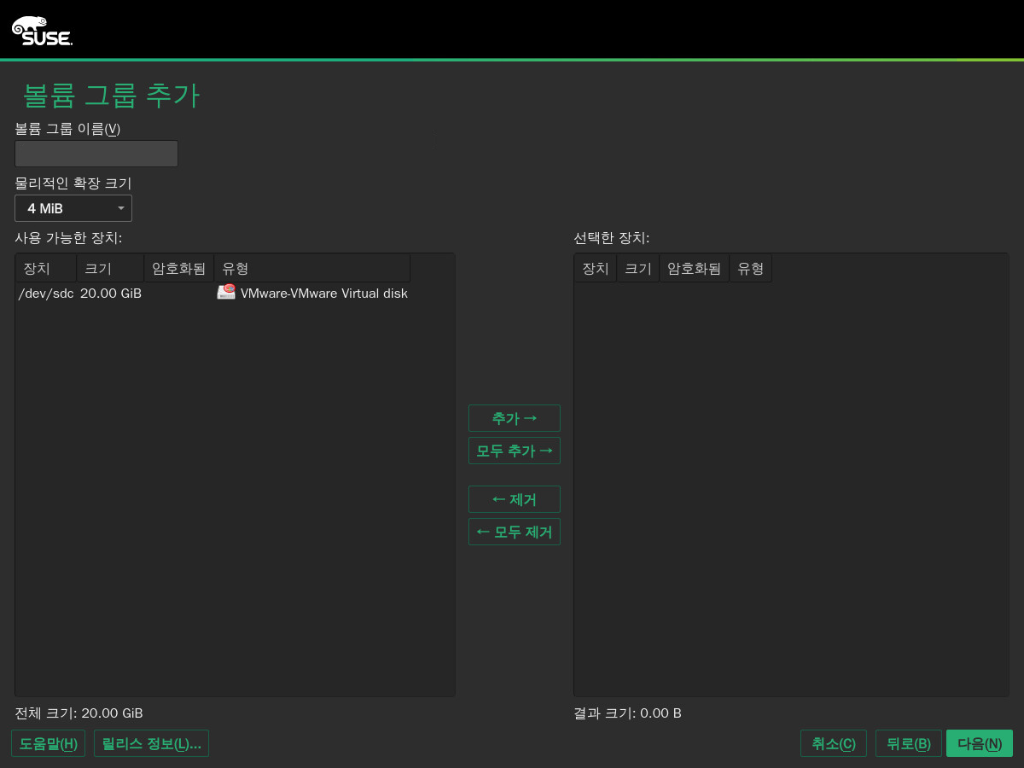 SUSE.
볼륨 그룹 추가
볼륨 그룹 이름(V)
물리적인 확장 크기
4 MiB
사용 가능한 장치:
선택한 장치:
장치 크기 암호화됨 유형
장치 크기 암호화됨 유형
/dev/sdc 20.00 GiB VMware-VMware Virtual disk
추가 →
모두 추가 →
← 제거
← 모두 제거
전체 크기: 20.00 GiB
결과 크기: 0.00 B
도움말(H) 릴리스 정보(L)... 취소(C) 뒤로(B) 다음(N)